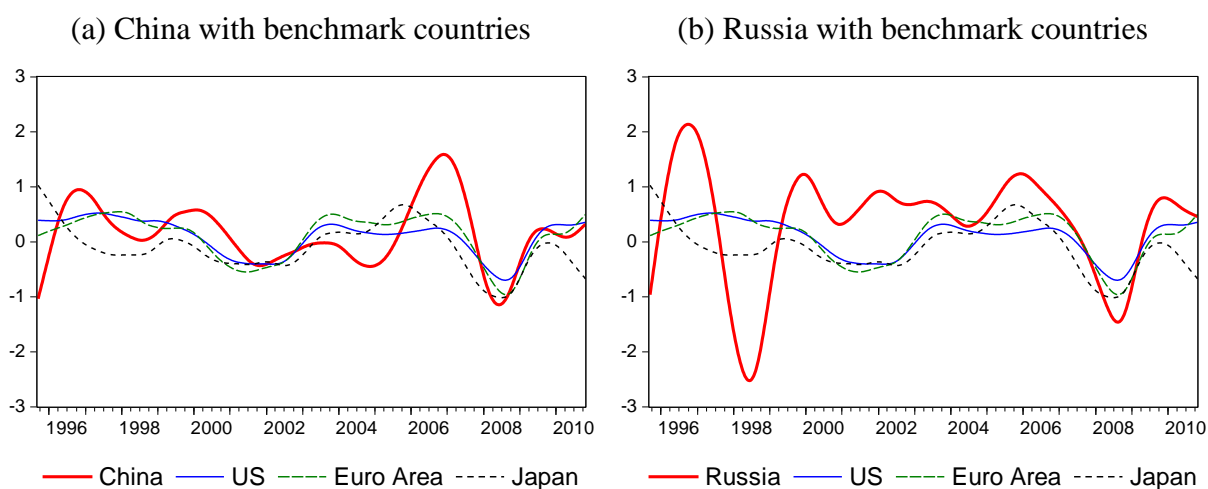 (a) China with benchmark countries
3
2
1
0
-1
-2
-3
1996 1998 2000 2002 2004 2006 2008 2010
China US Euro Area Japan
(b) Russia with benchmark countries
3
2
1
0
-1
-2
-3
1996 1998 2000 2002 2004 2006 2008 2010
Russia US Euro Area Japan